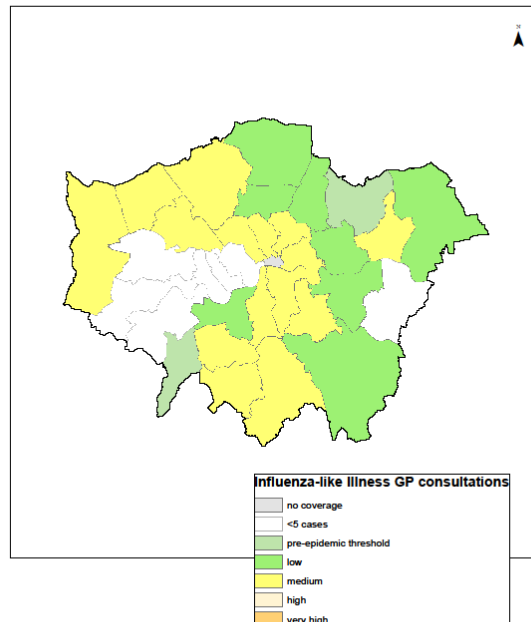 N
Influenza-like Illness GP consultations
no coverage
<5 cases
pre-epidemic threshold
low
medium
high
very high